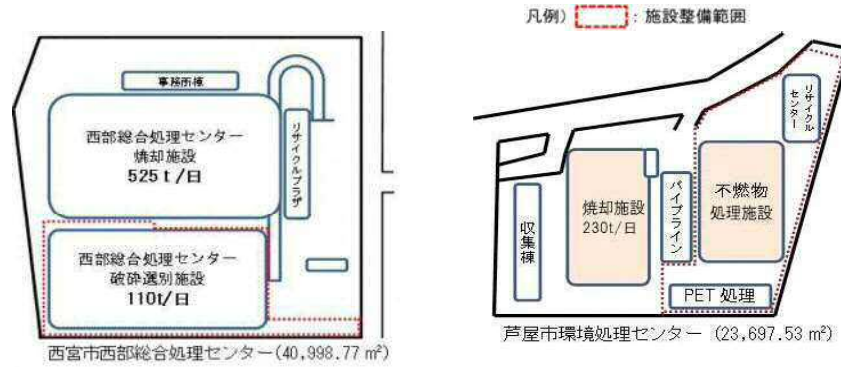 凡例) : 施設整備範囲
事務所棟
西部総合処理センター
焼却施設
525t/日
リサイクルプラザ
西部総合処理センター
破砕選別施設
110t/日
西宮市西部総合処理センター(40,998.77 ㎡)
リサイクル
センター
収集棟
焼却施設
230t/日
パイプライン
不燃物
処理施設
PET 処理
芦屋市環境処理センター (23,697.53 ㎡)